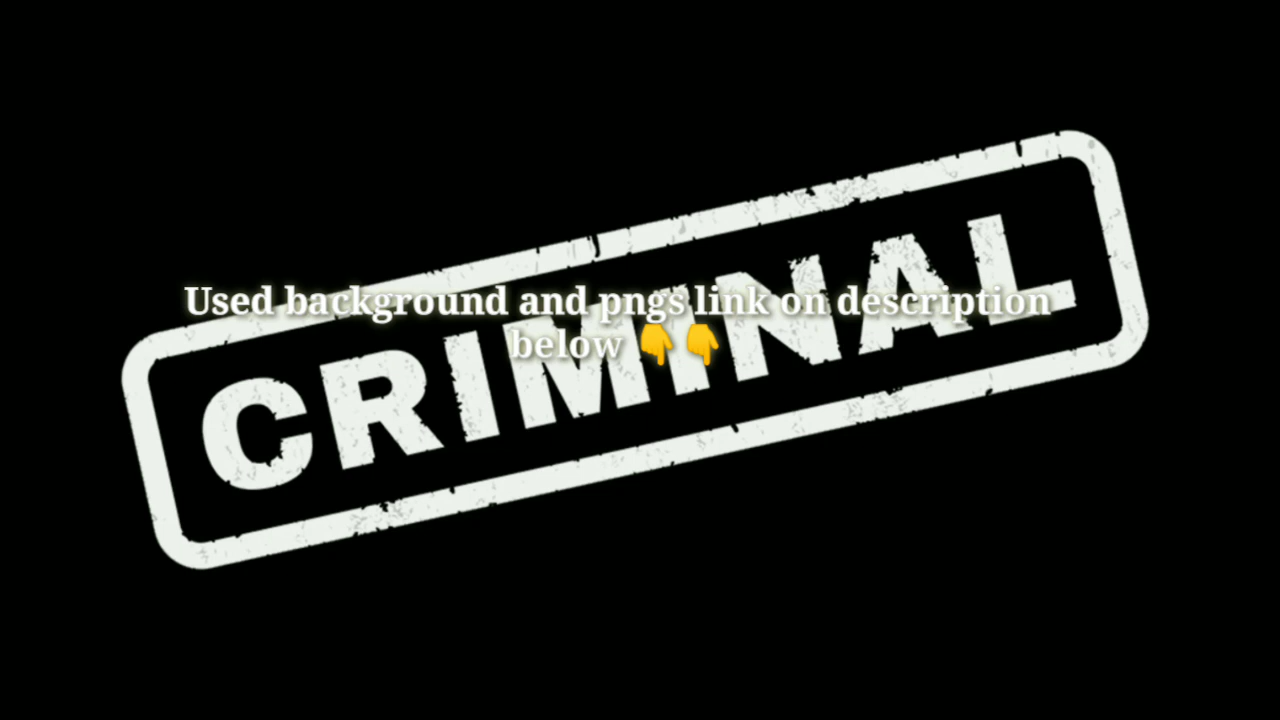 Used background and pngs link on description
below 👇👇
CRIMINAL